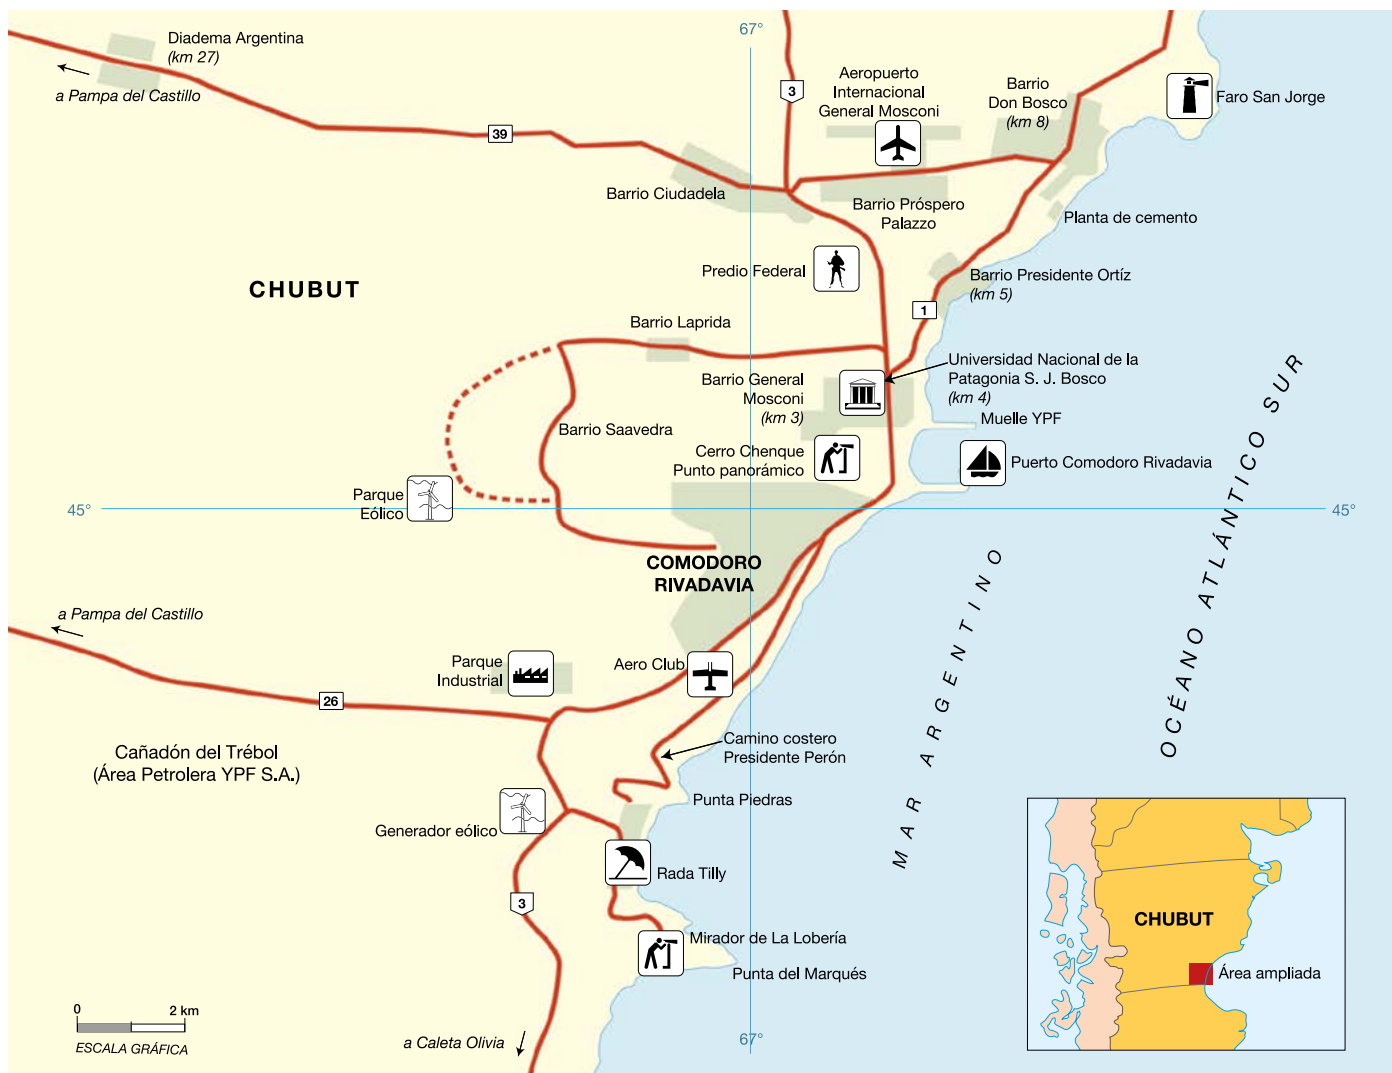 67°
Diadema Argentina
(km 27)
a Pampa del Castillo
39
3
Aeropuerto
Internacional
General Mosconi
Barrio
Don Bosco
(km 8)
Faro San Jorge
Barrio Ciudadela
Barrio Próspero
Palazzo
Planta de cemento
Predio Federal
Barrio Presidente Ortíz
(km 5)
CHUBUT
1
Barrio Laprida
Universidad Nacional de la
Patagonia S. J. Bosco
(km 4)
Barrio General
Mosconi
(km 3)
Muelle YPF
Barrio Saavedra
Cerro Chenque
Punto panorámico
Puerto Comodoro Rivadavia
Parque
Eólico
45°
45°
COMODORO
RIVADAVIA
MAR ARGENTINO
OCÉANO ATLÁNTICO SUR
a Pampa del Castillo
Parque
Industrial
Aero Club
26
Cañadón del Trébol
(Área Petrolera YPF S.A.)
Camino costero
Presidente Perón
Punta Piedras
Generador eólico
Rada Tilly
3
Mirador de La Lobería
Punta del Marqués
CHUBUT
Área ampliada
0
2 km
ESCALA GRÁFICA
a Caleta Olivia
67°